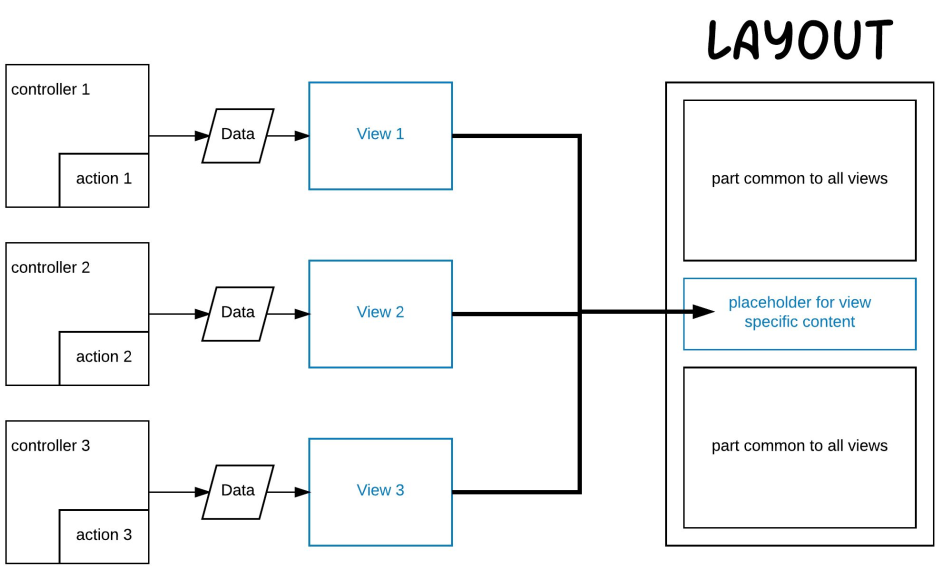 LAYOUT
controller 1
action 1
Data
View 1
controller 2
action 2
Data
View 2
controller 3
action 3
Data
View 3
part common to all views
placeholder for view
specific content
part common to all views